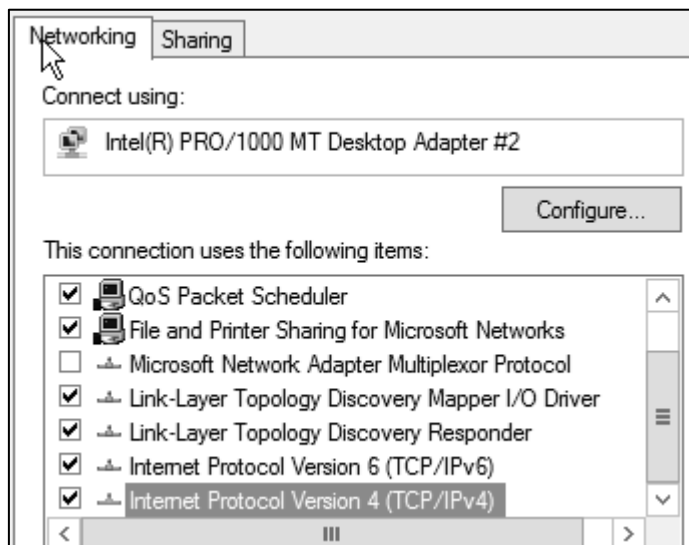 Networking
Sharing
Connect using:
Intel(R) PRO/1000 MT Desktop Adapter #2
Configure...
This connection uses the following items:
QoS Packet Scheduler
File and Printer Sharing for Microsoft Networks
Microsoft Network Adapter Multiplexor Protocol
Link-Layer Topology Discovery Mapper I/O Driver
Link-Layer Topology Discovery Responder
Internet Protocol Version 6 (TCP/IPv6)
Internet Protocol Version 4 (TCP/IPv4)